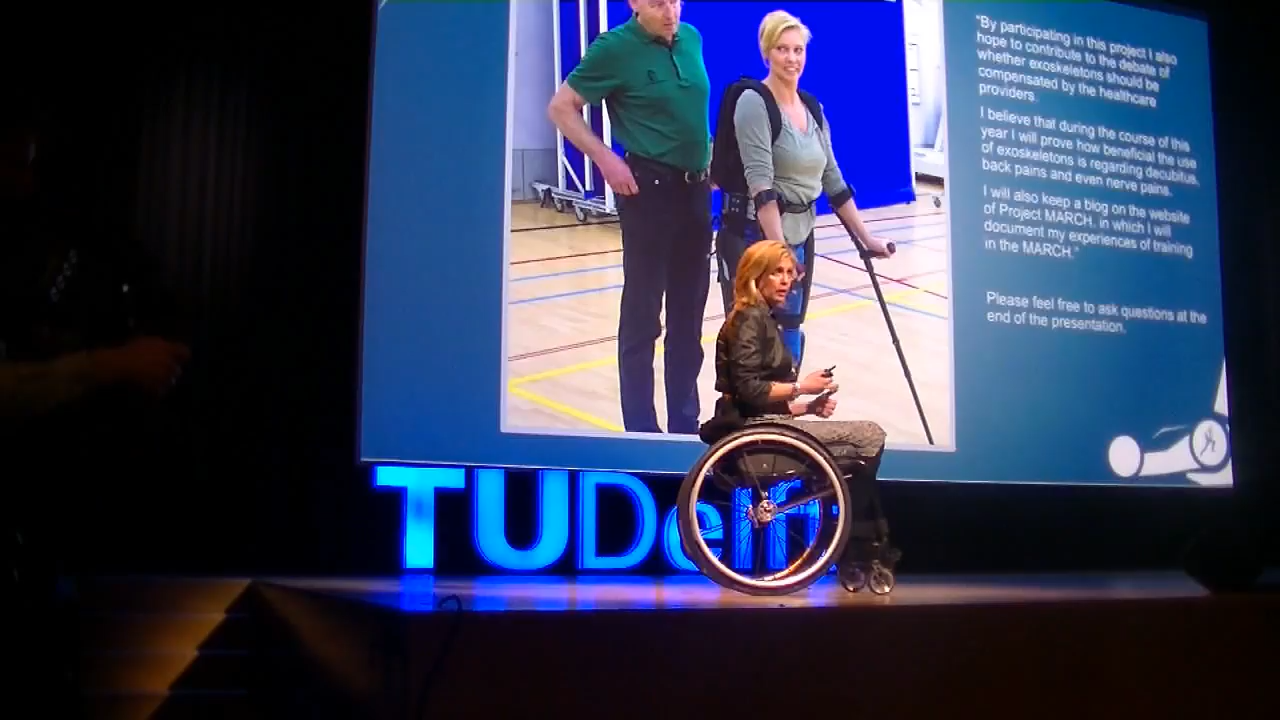 "By participating in this project I also
hope to contribute to the debate of
whether exoskeletons should be
compensated by the healthcare
providers.
I believe that during the course of this
year I will prove how beneficial the use
of exoskeletons is regarding decubitus,
back pains and even nerve pains.
I will also keep a blog on the website
of Project MARCH, in which I will
document my experiences of training
in the MARCH."
Please feel free to ask questions at the
end of the presentation.
TUDelft